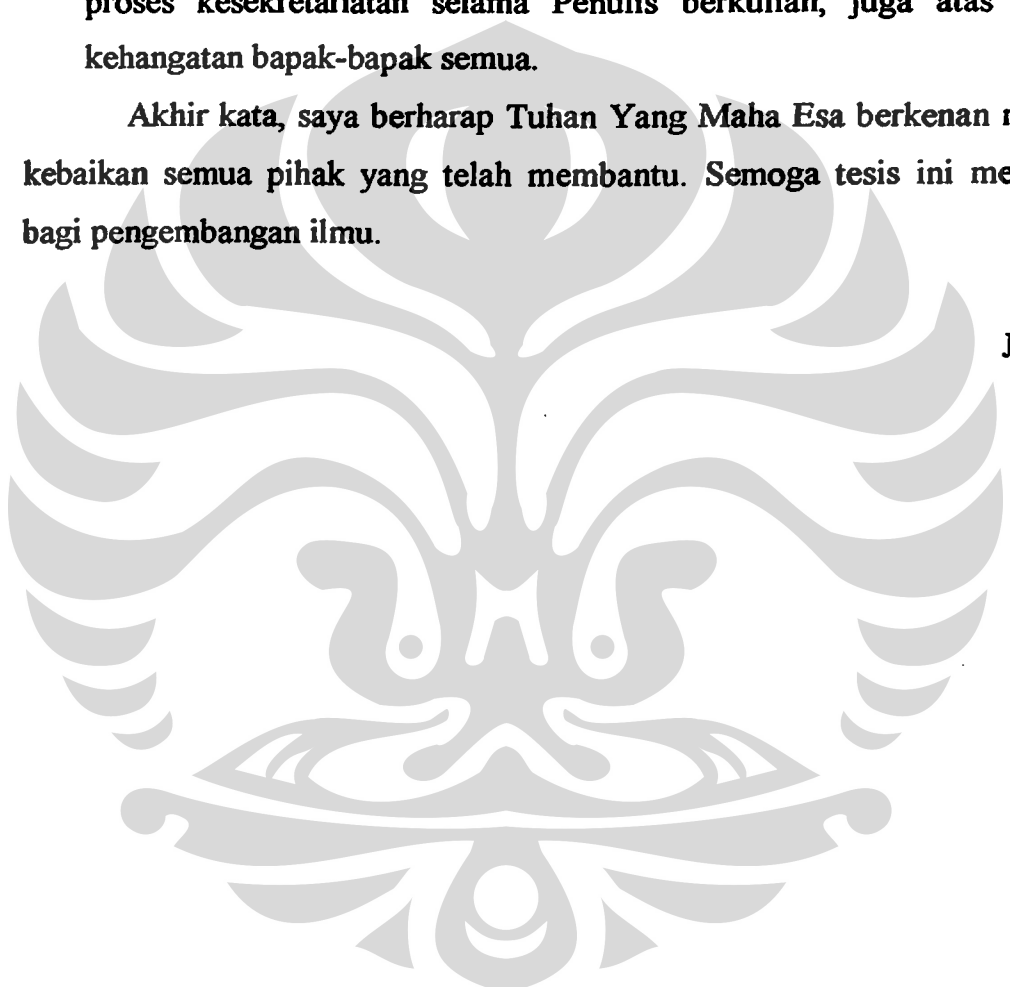 proses kesekretariatan selama Penulis berkuliah, juga atas
kehangatan bapak-bapak semua.
Akhir kata, saya berharap Tuhan Yang Maha Esa berkenan
kebaikan semua pihak yang telah membantu. Semoga tesis ini me
bagi pengembangan ilmu.